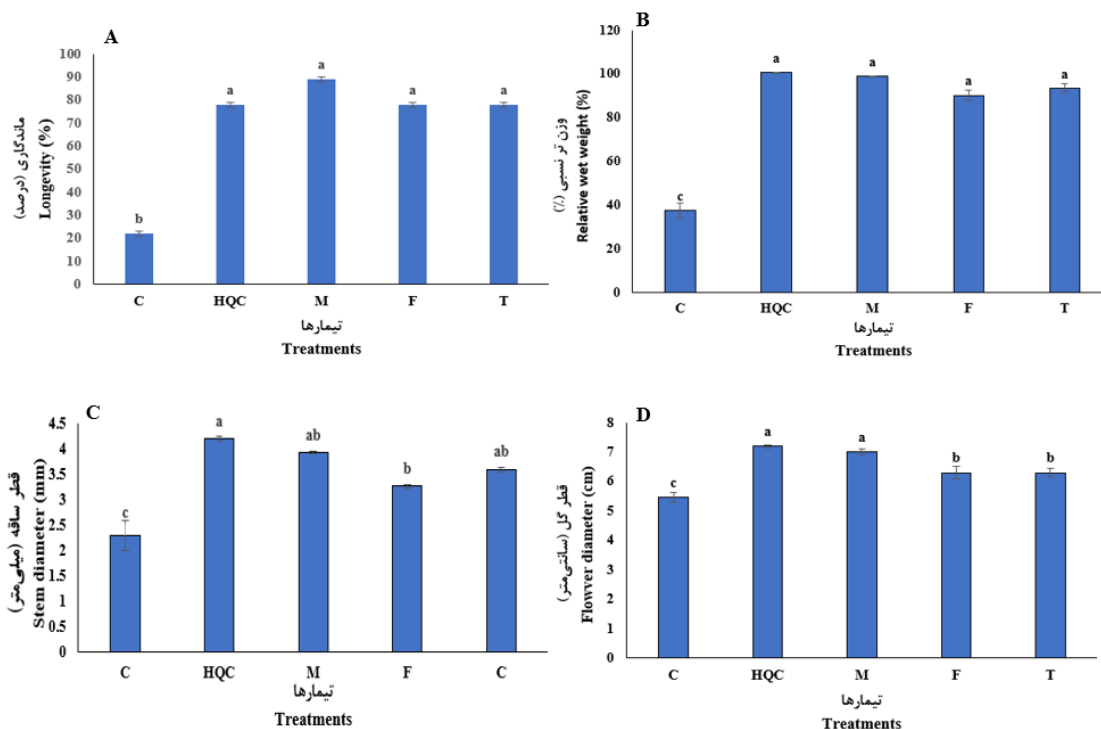 A
ماندگاری (درصد)
Longevity (%)
100
90
80
70
60
50
40
30
20
10
0
b
a
a
a
a
C HQC M F T
تیمارها
Treatments
B
وزن تر نسبی (٪)
Relative wet weight (%)
120
100
80
60
40
20
0
c
a
a
a
a
C HQC M F T
تیمارها
Treatments
C
قطر ساقه (میلی‌متر)
Stem diameter (mm)
4.5
4
3.5
3
2.5
2
1.5
1
0.5
0
c
a
ab
b
ab
C HQC M F C
تیمارها
Treatments
D
قطر گل (سانتی‌متر)
Flowver diameter (cm)
8
7
6
5
4
3
2
1
0
c
a
a
b
b
C HQC M F T
تیمارها
Treatments